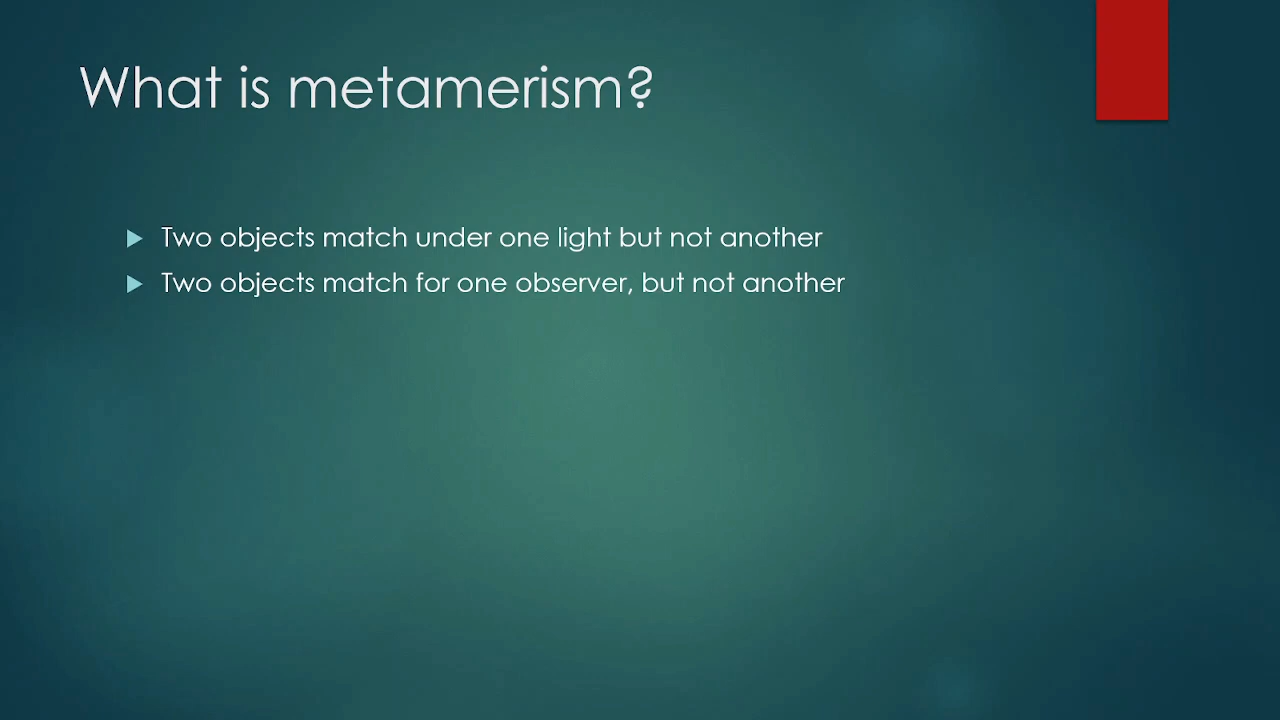 What is metamerism?
Two objects match under one light but not another
Two objects match for one observer, but not another